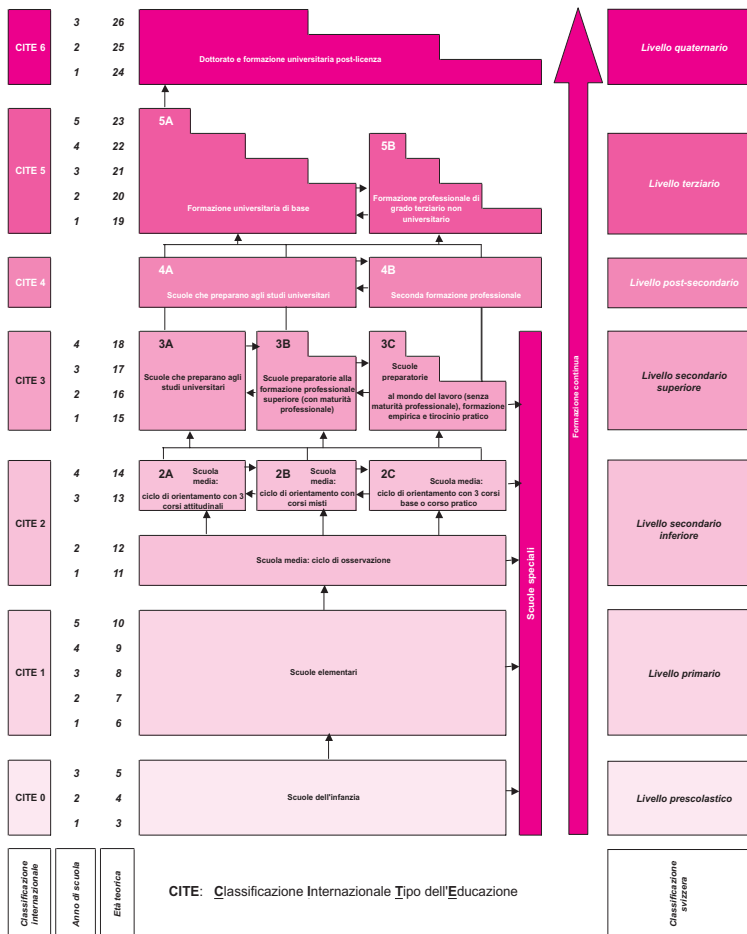 CITE 6
3 26
2 25
1 24
Dottorato e formazione universitaria post-licenza
Livello quaternario
CITE 5
5 23
4 22
3 21
2 20
1 19
5A
Formazione universitaria di base
5B
Formazione professionale di
grado terziario non
universitario
Livello terziario
CITE 4
4A
Scuole che preparano agli studi universitari
4B
Seconda formazione professionale
Livello post-secondario
CITE 3
4 18
3 17
2 16
1 15
3A
Scuole che preparano agli
studi universitari
3B
Scuole preparatorie alla
formazione professionale
superiore (con maturità
professionale)
3C
Scuole
preparatorie
al mondo del lavoro (senza
maturità professionale), formazione
empirica e tirocinio pratico
Livello secondario
superiore
CITE 2
4 14
3 13
2 12
1 11
2A Scuola
media:
ciclo di orientamento con 3
corsi attitudinali
2B Scuola
media:
ciclo di orientamento con
corsi misti
2C Scuola media:
ciclo di orientamento con 3 corsi
base o corso pratico
Scuola media: ciclo di osservazione
Livello secondario
inferiore
CITE 1
5 10
4 9
3 8
2 7
1 6
Scuole elementari
Livello primario
CITE 0
3 5
2 4
1 3
Scuole dell'infanzia
Livello prescolastico
Scuole speciali
Formazione continua
Classificazione
internazionale
Anno di scuola
Età teorica
CITE: Classificazione Internazionale Tipo dell'Educazione
Classificazione
svizzera